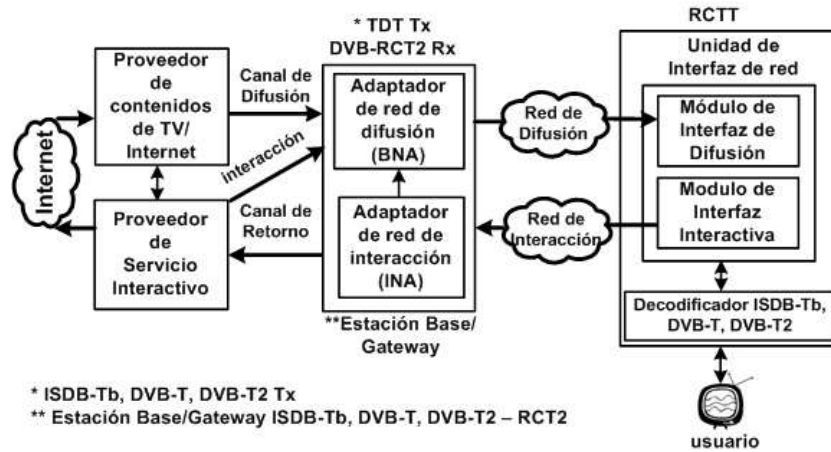 * TDT Tx
DVB-RCT2 Rx
RCTT
Internet
Proveedor
de
contenidos
de TV/
Internet
Canal de
Difusión
interacción
Proveedor
de
Servicio
Interactivo
Canal de
Retorno
Adaptador
de red de
difusión
(BNA)
Adaptador
de red de
interacción
(INA)
**Estación Base/
Gateway
Red de
Difusión
Red de
Interacción
Unidad de
Interfaz de red
Módulo de
Interfaz de
Difusión
Modulo de
Interfaz
Interactiva
Decodificador ISDB-Tb,
DVB-T, DVB-T2
usuario
* ISDB-Tb, DVB-T, DVB-T2 Tx
** Estación Base/Gateway ISDB-Tb, DVB-T, DVB-T2 – RCT2